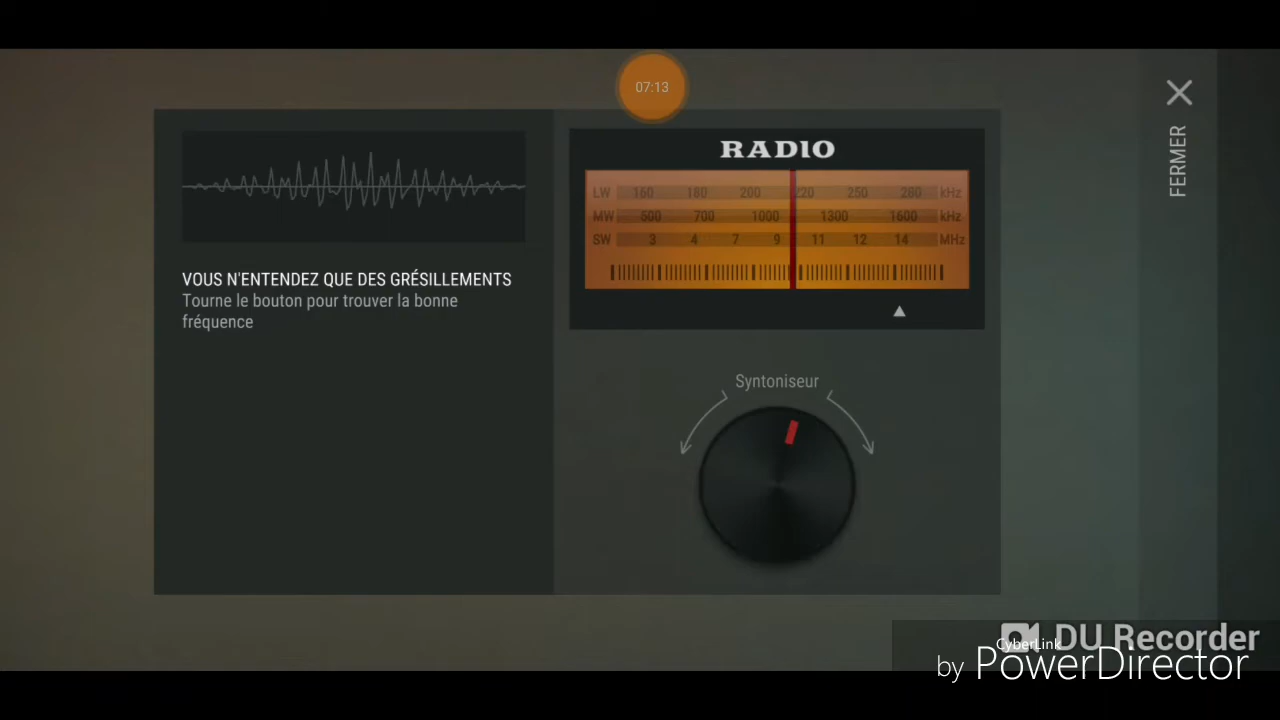 07:13
FERMER
RADIO
LW 160 180 200 220 250 280 kHz
MW 500 700 1000 1300 1600 kHz
SW 3 4 7 9 11 12 14 MHz
VOUS N'ENTENDEZ QUE DES GRÉSILLEMENTS
Tourne le bouton pour trouver la bonne
fréquence
Syntoniseur
DU Recorder
CyberLink
by PowerDirector